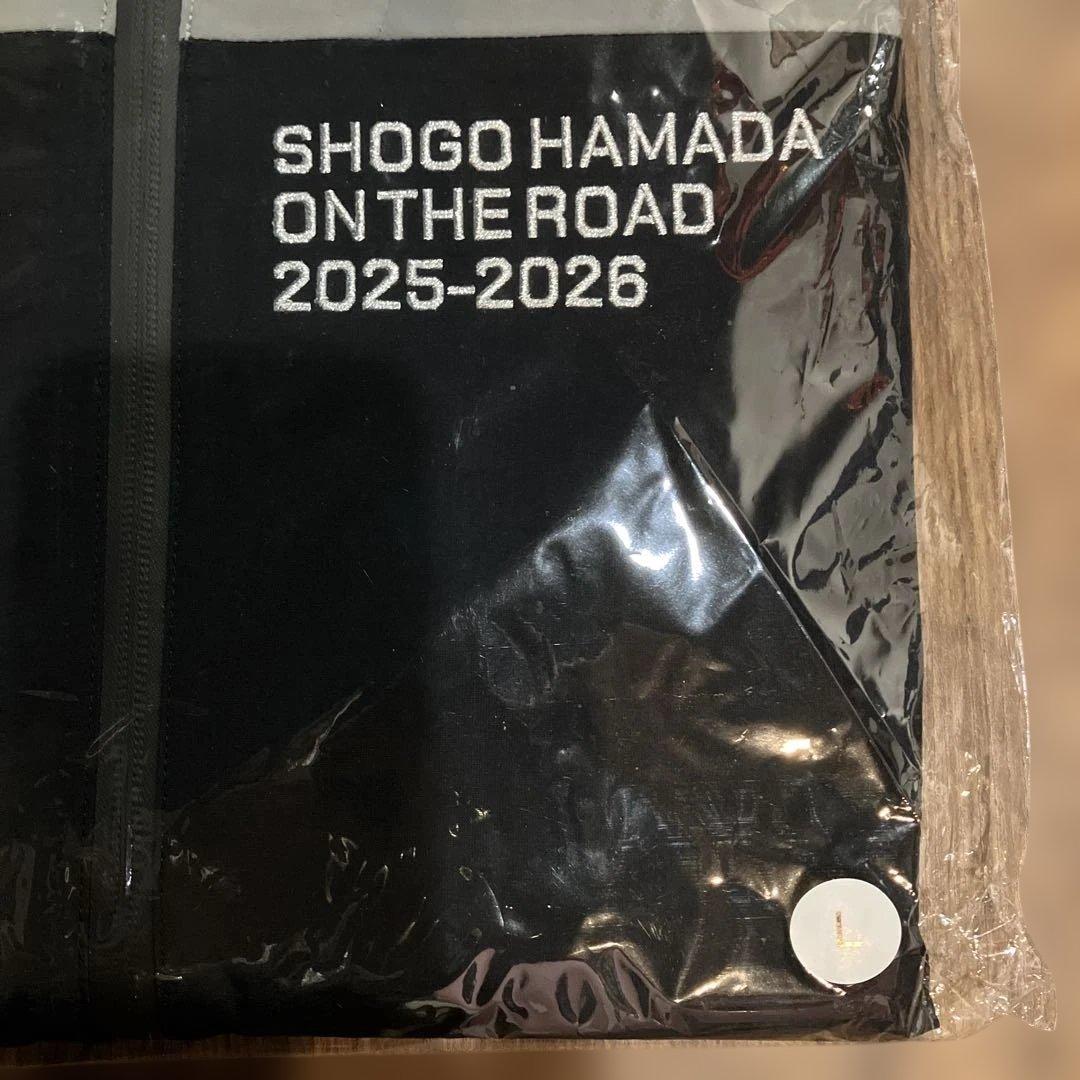 SHOGO HAMADA
ON THE ROAD
2025-2026
L